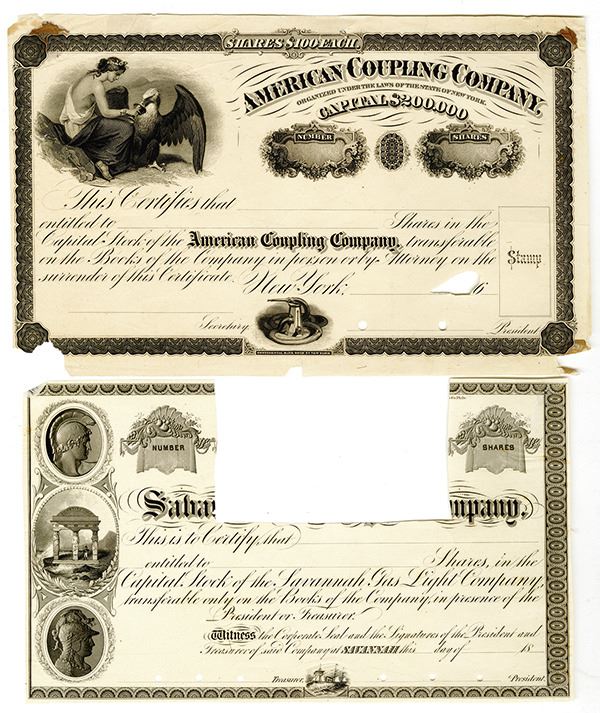 SHARES $100 EACH.
AMERICAN COUPLING COMPANY.
ORGANIZED UNDER THE LAWS OF THE STATE OF NEW YORK.
CAPITAL $200.000
NUMBER
SHARES
This Certifies that
entitled to Shares in the
Capital Stock of the American Coupling Company, transferable
on the Books of the Company in person or by Attorney on the
surrender of this Certificate. New York: 6
Stamp
Secretary. President
NUMBER
SHARES
Sava ompany.
This is to Certify, that
entitled to Shares, in the
Capital Stock of the Savannah Gas Light Company,
transferable only on the Books of the Company, in presence of the
President or Treasurer.
Witness the Corporate Seal and the Signatures of the President and
Treasurer of said Company at SAVANNAH this day of 18
Treasurer. President.